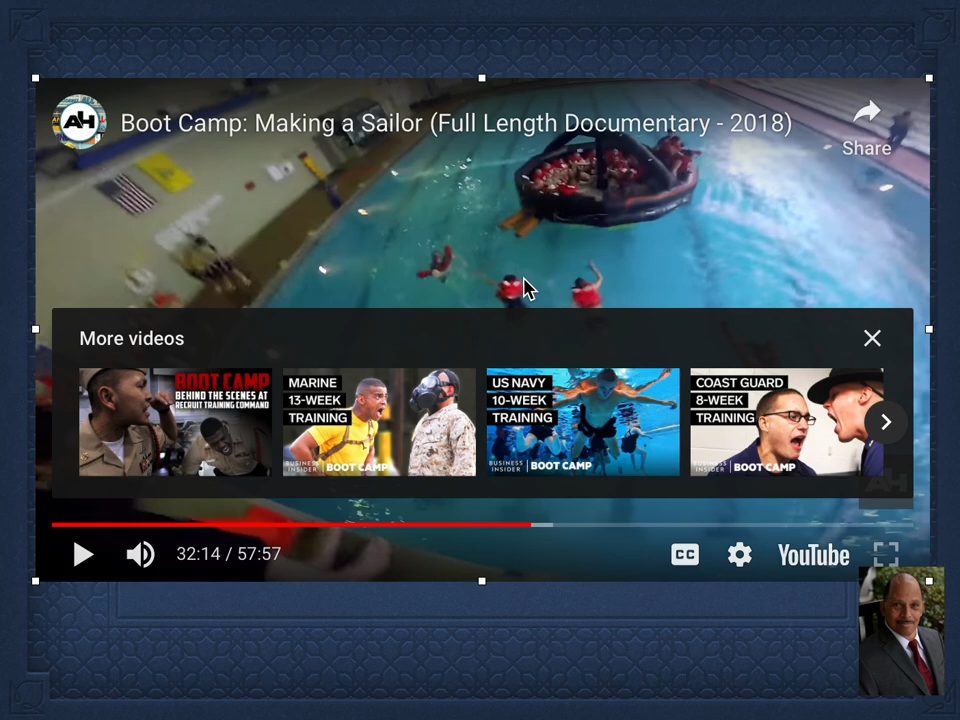 AH
Boot Camp: Making a Sailor (Full Length Documentary - 2018)
Share
More videos
BOOT CAMP
BEHIND THE SCENES AT
RECRUIT TRAINING COMMAND
MARINE
13-WEEK
TRAINING
BUSINESS
INSIDER
BOOT CAMP
US NAVY
10-WEEK
TRAINING
BUSINESS
INSIDER
BOOT CAMP
COAST GUARD
8-WEEK
TRAINING
BUSINESS
INSIDER
BOOT CAMP
AH
32:14 / 57:57
CC
YouTube